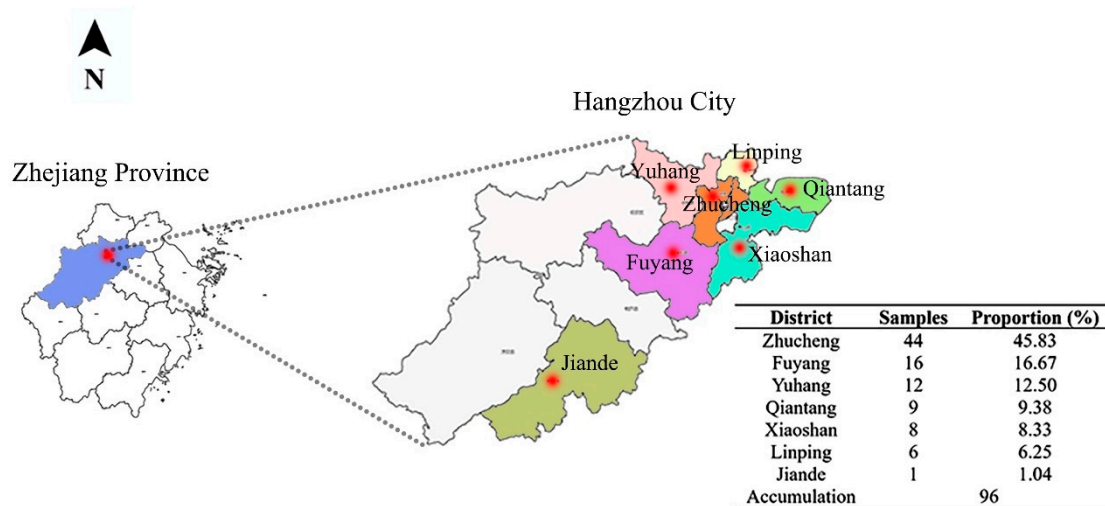 N
Hangzhou City
Zhejiang Province
Linping
Yuhang
Qiantang
Zhucheng
Xiaoshan
Fuyang
Jiande
District Samples Proportion (%)
Zhucheng 44 45.83
Fuyang 16 16.67
Yuhang 12 12.50
Qiantang 9 9.38
Xiaoshan 8 8.33
Linping 6 6.25
Jiande 1 1.04
Accumulation 96